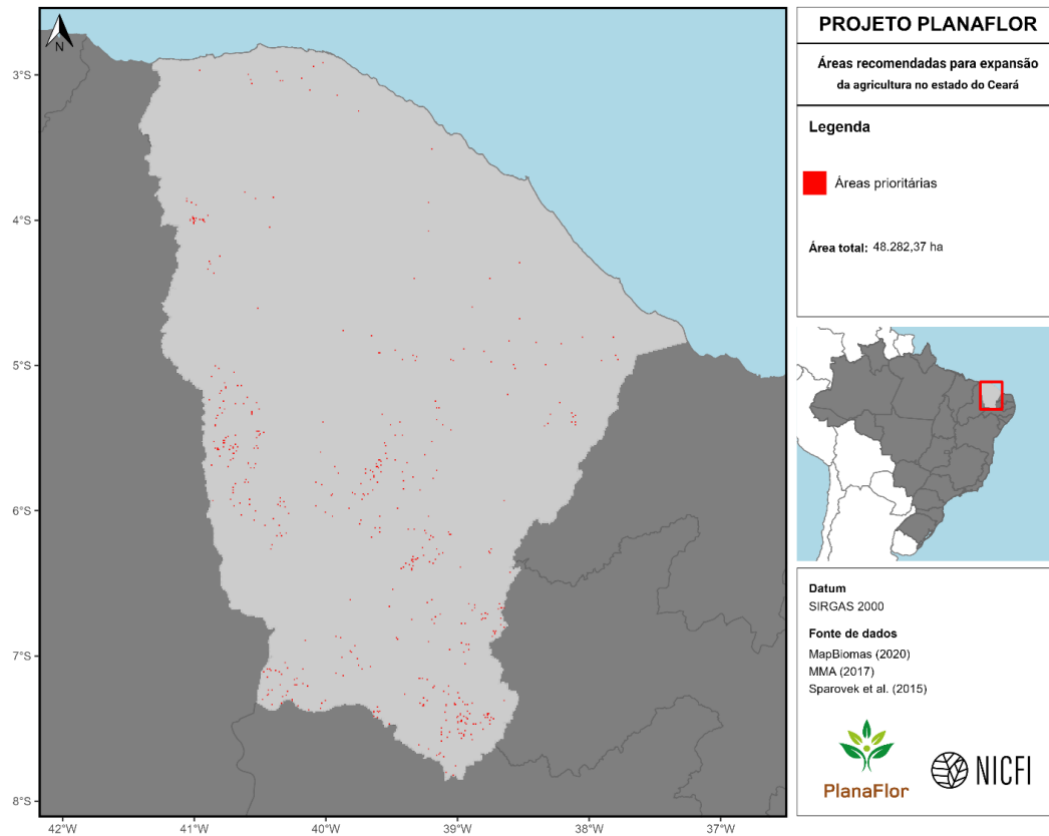 N
3°S
4°S
5°S
6°S
7°S
8°S
42°W
41°W
40°W
39°W
38°W
37°W
PROJETO PLANAFLOR
Áreas recomendadas para expansão
da agricultura no estado do Ceará
Legenda
Áreas prioritárias
Área total: 48.282,37 ha
Datum
SIRGAS 2000
Fonte de dados
MapBiomas (2020)
MMA (2017)
Sparovek et al. (2015)
PlanaFlor
NICFI